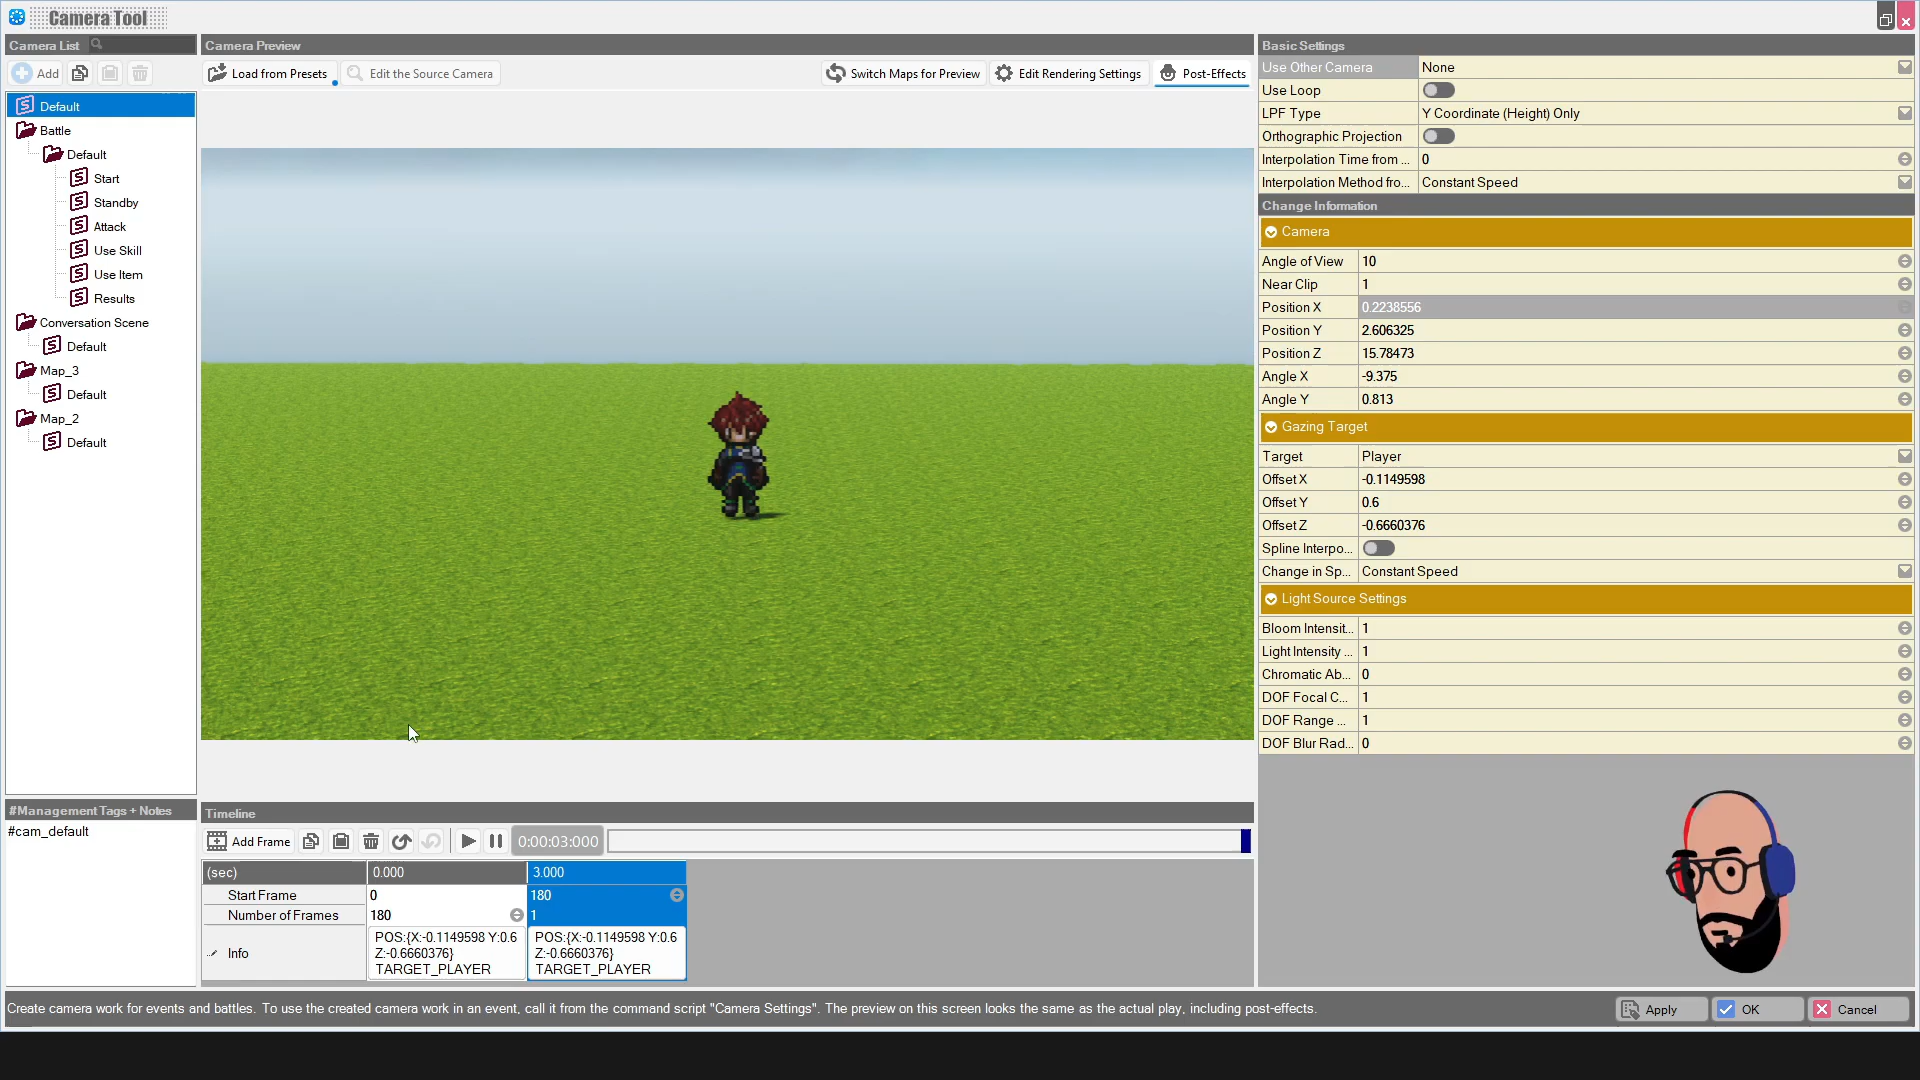 Camera Tool
Camera List
Add
Default
Battle
Default
Start
Standby
Attack
Use Skill
Use Item
Results
Conversation Scene
Default
Map_3
Default
Map_2
Default
#Management Tags + Notes
#cam_default
Camera Preview
Load from Presets
Edit the Source Camera
Switch Maps for Preview
Edit Rendering Settings
Post-Effects
Timeline
Add Frame
0:00:03:000
(sec) 0.000 3.000
Start Frame 0 180
Number of Frames 180 1
Info
POS:{X:-0.1149598 Y:0.6
Z:-0.6660376}
TARGET_PLAYER
POS:{X:-0.1149598 Y:0.6
Z:-0.6660376}
TARGET_PLAYER
Basic Settings
Use Other Camera None
Use Loop
LPF Type Y Coordinate (Height) Only
Orthographic Projection
Interpolation Time from ... 0
Interpolation Method fro... Constant Speed
Change Information
Camera
Angle of View 10
Near Clip 1
Position X 0.2238556
Position Y 2.606325
Position Z 15.78473
Angle X -9.375
Angle Y 0.813
Gazing Target
Target Player
Offset X -0.1149598
Offset Y 0.6
Offset Z -0.6660376
Spline Interpo...
Change in Sp... Constant Speed
Light Source Settings
Bloom Intensit... 1
Light Intensity ... 1
Chromatic Ab... 0
DOF Focal C... 1
DOF Range ... 1
DOF Blur Rad... 0
Create camera work for events and battles. To use the created camera work in an event, call it from the command script "Camera Settings". The preview on this screen looks the same as the actual play, including post-effects.
Apply
OK
Cancel